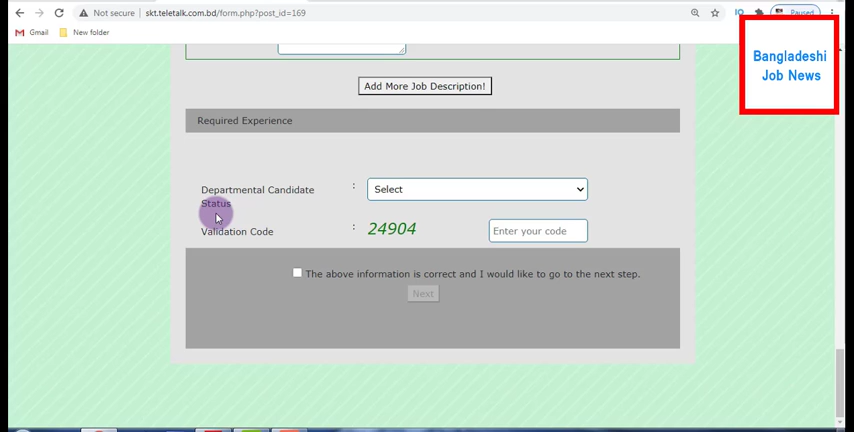 Not secure | skt.teletalk.com.bd/form.php?post_id=169
Paused
Gmail
New folder
Bangladeshi
Job News
Add More Job Description!
Required Experience
Departmental Candidate Status : Select
Validation Code : 24904 Enter your code
The above information is correct and I would like to go to the next step.
Next